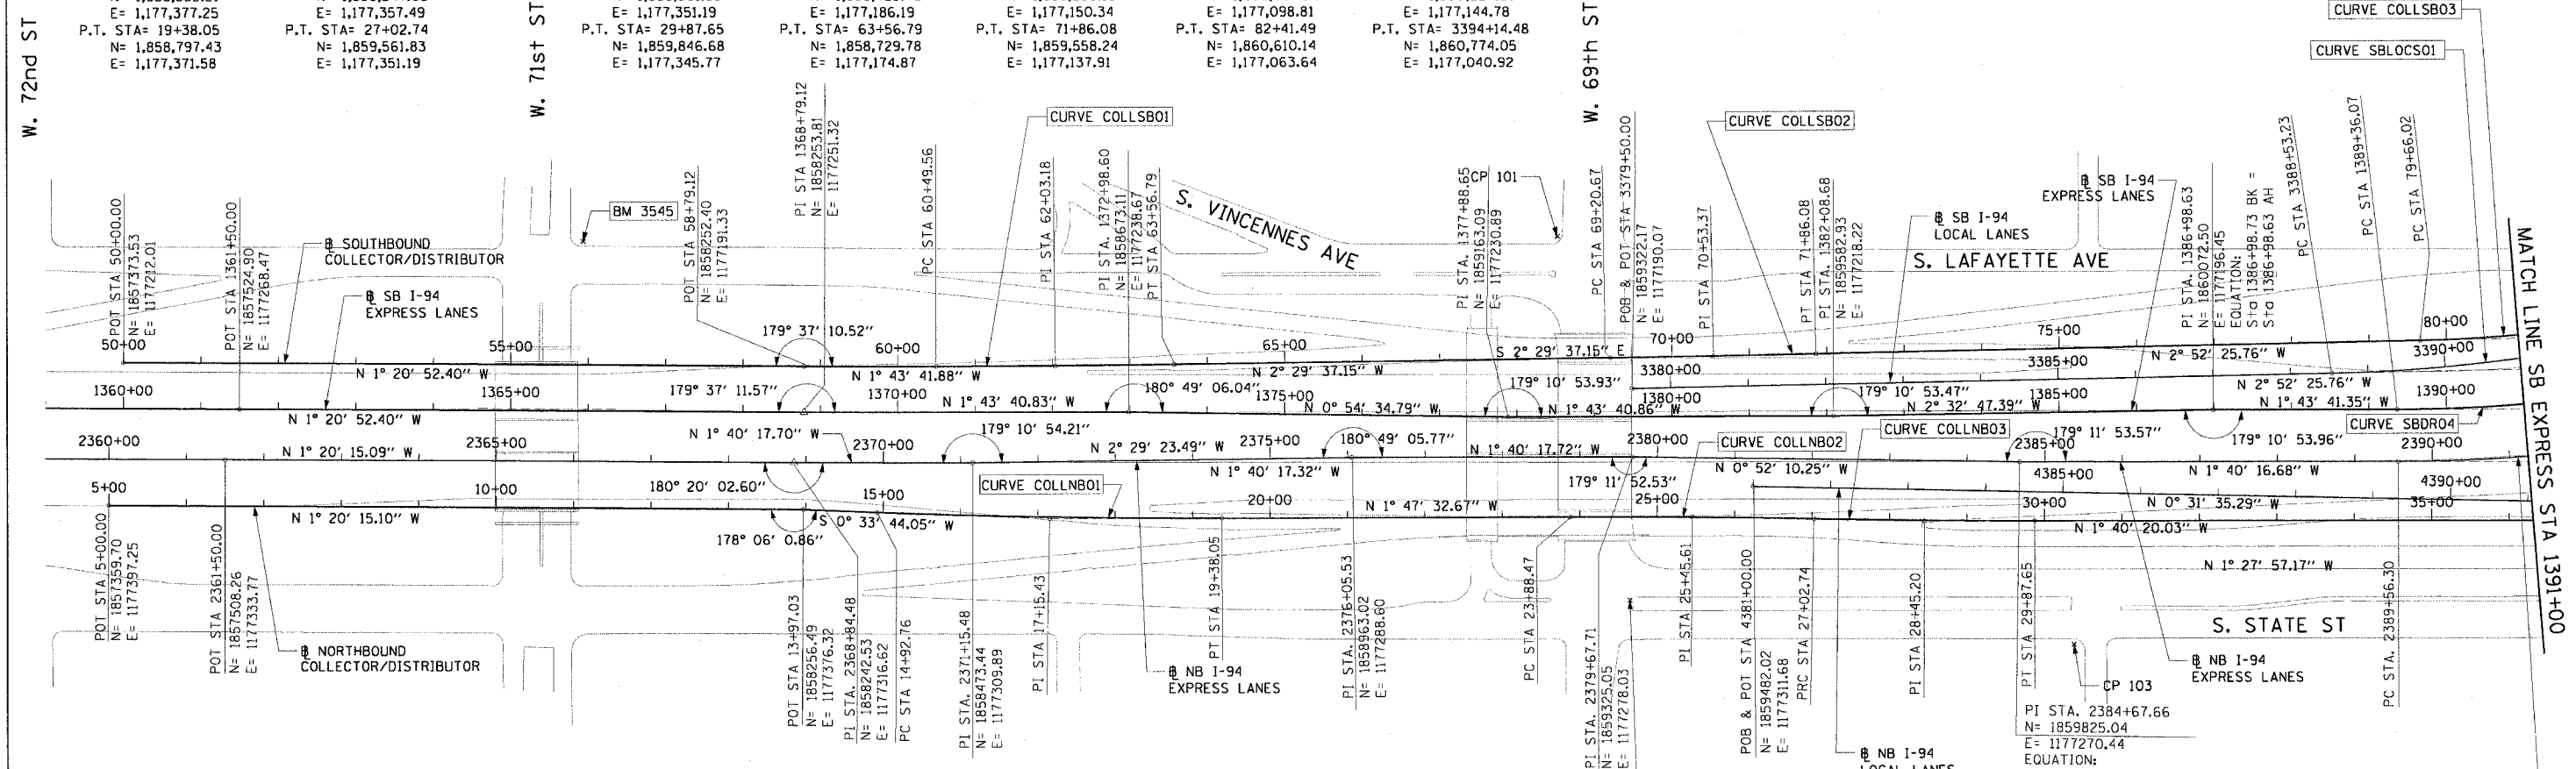 E= 1,177,377.25
P.T. STA= 19+38.05
N= 1,858,797.43
E= 1,177,371.58
E= 1,177,357.49
P.T. STA= 27+02.74
N= 1,859,561.83
E= 1,177,351.19
E= 1,177,351.19
P.T. STA= 29+87.65
N= 1,859,846.68
E= 1,177,345.77
E= 1,177,186.19
P.T. STA= 63+56.79
N= 1,858,729.78
E= 1,177,174.87
E= 1,177,150.34
P.T. STA= 71+86.08
N= 1,859,558.24
E= 1,177,137.91
E= 1,177,098.81
P.T. STA= 82+41.49
N= 1,860,610.14
E= 1,177,063.64
E= 1,177,144.78
P.T. STA= 3394+14.48
N= 1,860,774.05
E= 1,177,040.92
W. 72nd ST
W. 71st ST
W. 69th ST
CURVE COLLSB03
CURVE SBLOCS01
CURVE COLLSB01
CURVE COLLSB02
BM 3545
CP 101
S. VINCENNES AVE
S. LAFAYETTE AVE
POT STA 50+00.00
N= 1857373.53
E= 1177212.01
POT STA 1361+50.00
N= 1857524.90
E= 1177268.47
℄ SOUTHBOUND
COLLECTOR/DISTRIBUTOR
℄ SB I-94
EXPRESS LANES
POT STA 58+79.12
N= 1858252.40
E= 1177191.33
PI STA 1368+79.12
N= 1858253.81
E= 1177251.32
PC STA 60+49.56
PI STA 62+03.18
PI STA. 1372+98.60
N= 1858673.11
E= 1177238.67
PT STA 63+56.79
PI STA. 1377+88.65
N= 1859163.09
E= 1177230.89
PC STA 69+20.67
POB & POT STA 3379+50.00
N= 1859322.17
E= 1177190.07
PI STA 70+53.37
PT STA 71+86.08
PI STA 1382+08.68
N= 1859582.93
E= 1177218.22
℄ SB I-94
LOCAL LANES
℄ SB I-94
EXPRESS LANES
PI STA. 1386+98.63
N= 1860072.50
E= 1177196.45
EQUATION:
Sta 1386+98.73 BK =
Sta 1386+98.63 AH
PC STA 3388+53.23
PC STA 1389+36.07
PC STA 79+66.02
MATCH LINE SB EXPRESS STA 1391+00
50+00
55+00
179° 37' 10.52"
60+00
65+00
S 2° 29' 37.15" E
70+00
75+00
80+00
N 1° 20' 52.40" W
N 1° 43' 41.88" W
N 2° 29' 37.15" W
3380+00
3385+00
N 2° 52' 25.76" W
3390+00
1360+00
1365+00
179° 37' 11.57"
1370+00
N 1° 43' 40.83" W
180° 49' 06.04"
1375+00
N 0° 54' 34.79" W
179° 10' 53.93"
1380+00
N 1° 43' 40.86" W
179° 10' 53.47"
N 2° 32' 47.39" W
1385+00
N 2° 52' 25.76" W
N 1° 43' 41.35" W
1390+00
N 1° 20' 52.40" W
2360+00
N 1° 20' 15.09" W
2365+00
N 1° 40' 17.70" W
2370+00
179° 10' 54.21"
N 2° 29' 23.49" W
2375+00
N 1° 40' 17.32" W
180° 49' 05.77"
N 1° 40' 17.72" W
2380+00
CURVE COLLNB02
CURVE COLLNB03
N 0° 52' 10.25" W
179° 11' 53.57"
2385+00
179° 10' 53.96"
CURVE SBDR04
2390+00
N 1° 40' 16.68" W
5+00
10+00
180° 20' 02.60"
15+00
CURVE COLLNB01
20+00
N 1° 47' 32.67" W
179° 11' 52.53"
25+00
4385+00
30+00
N 0° 31' 35.29" W
4390+00
35+00
N 1° 20' 15.10" W
S 0° 33' 44.05" W
178° 06' 0.86"
N 1° 40' 20.03" W
N 1° 27' 57.17" W
POT STA 5+00.00
N= 1857359.70
E= 1177397.25
POT STA 2361+50.00
N= 1857508.26
E= 1177333.77
℄ NORTHBOUND
COLLECTOR/DISTRIBUTOR
POT STA 13+97.03
N= 1858256.49
E= 1177376.32
PI STA. 2368+84.48
N= 1858242.53
E= 1177316.62
PC STA 14+92.76
PI STA. 2371+15.48
N= 1858473.44
E= 1177309.89
PI STA 17+15.43
℄ NB I-94
EXPRESS LANES
PT STA 19+38.05
PI STA. 2376+05.53
N= 1858963.02
E= 1177288.60
PC STA 23+88.47
PI STA. 2379+67.71
N= 1859325.05
E= 1177278.03
PI STA 25+45.61
POB & POT STA 4381+00.00
N= 1859482.02
E= 1177311.68
PRC STA 27+02.74
℄ NB I-94
LOCAL LANES
PI STA 28+45.20
PT STA 29+87.65
PI STA. 2384+67.66
N= 1859825.04
E= 1177270.44
EQUATION:
CP 103
S. STATE ST
℄ NB I-94
EXPRESS LANES
PC STA. 2389+56.30